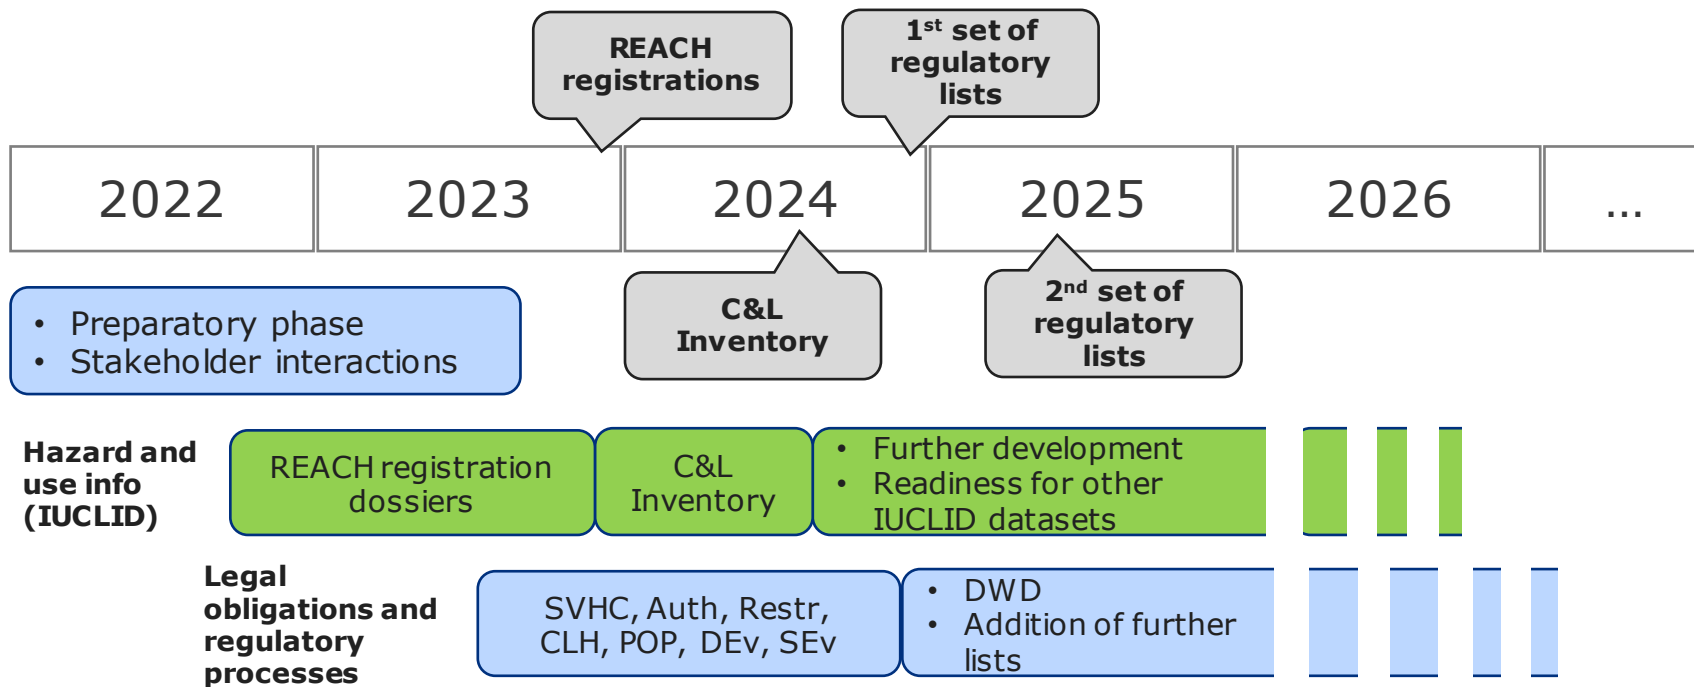 REACH
registrations
1st set of
regulatory
lists
2022
2023
2024
2025
2026
...
C&L
Inventory
2nd set of
regulatory
lists
• Preparatory phase
• Stakeholder interactions
Hazard and
use info
(IUCLID)
REACH registration
dossiers
C&L
Inventory
• Further development
• Readiness for other
IUCLID datasets
Legal
obligations and
regulatory
processes
SVHC, Auth, Restr,
CLH, POP, DEv, SEv
• DWD
• Addition of further
lists